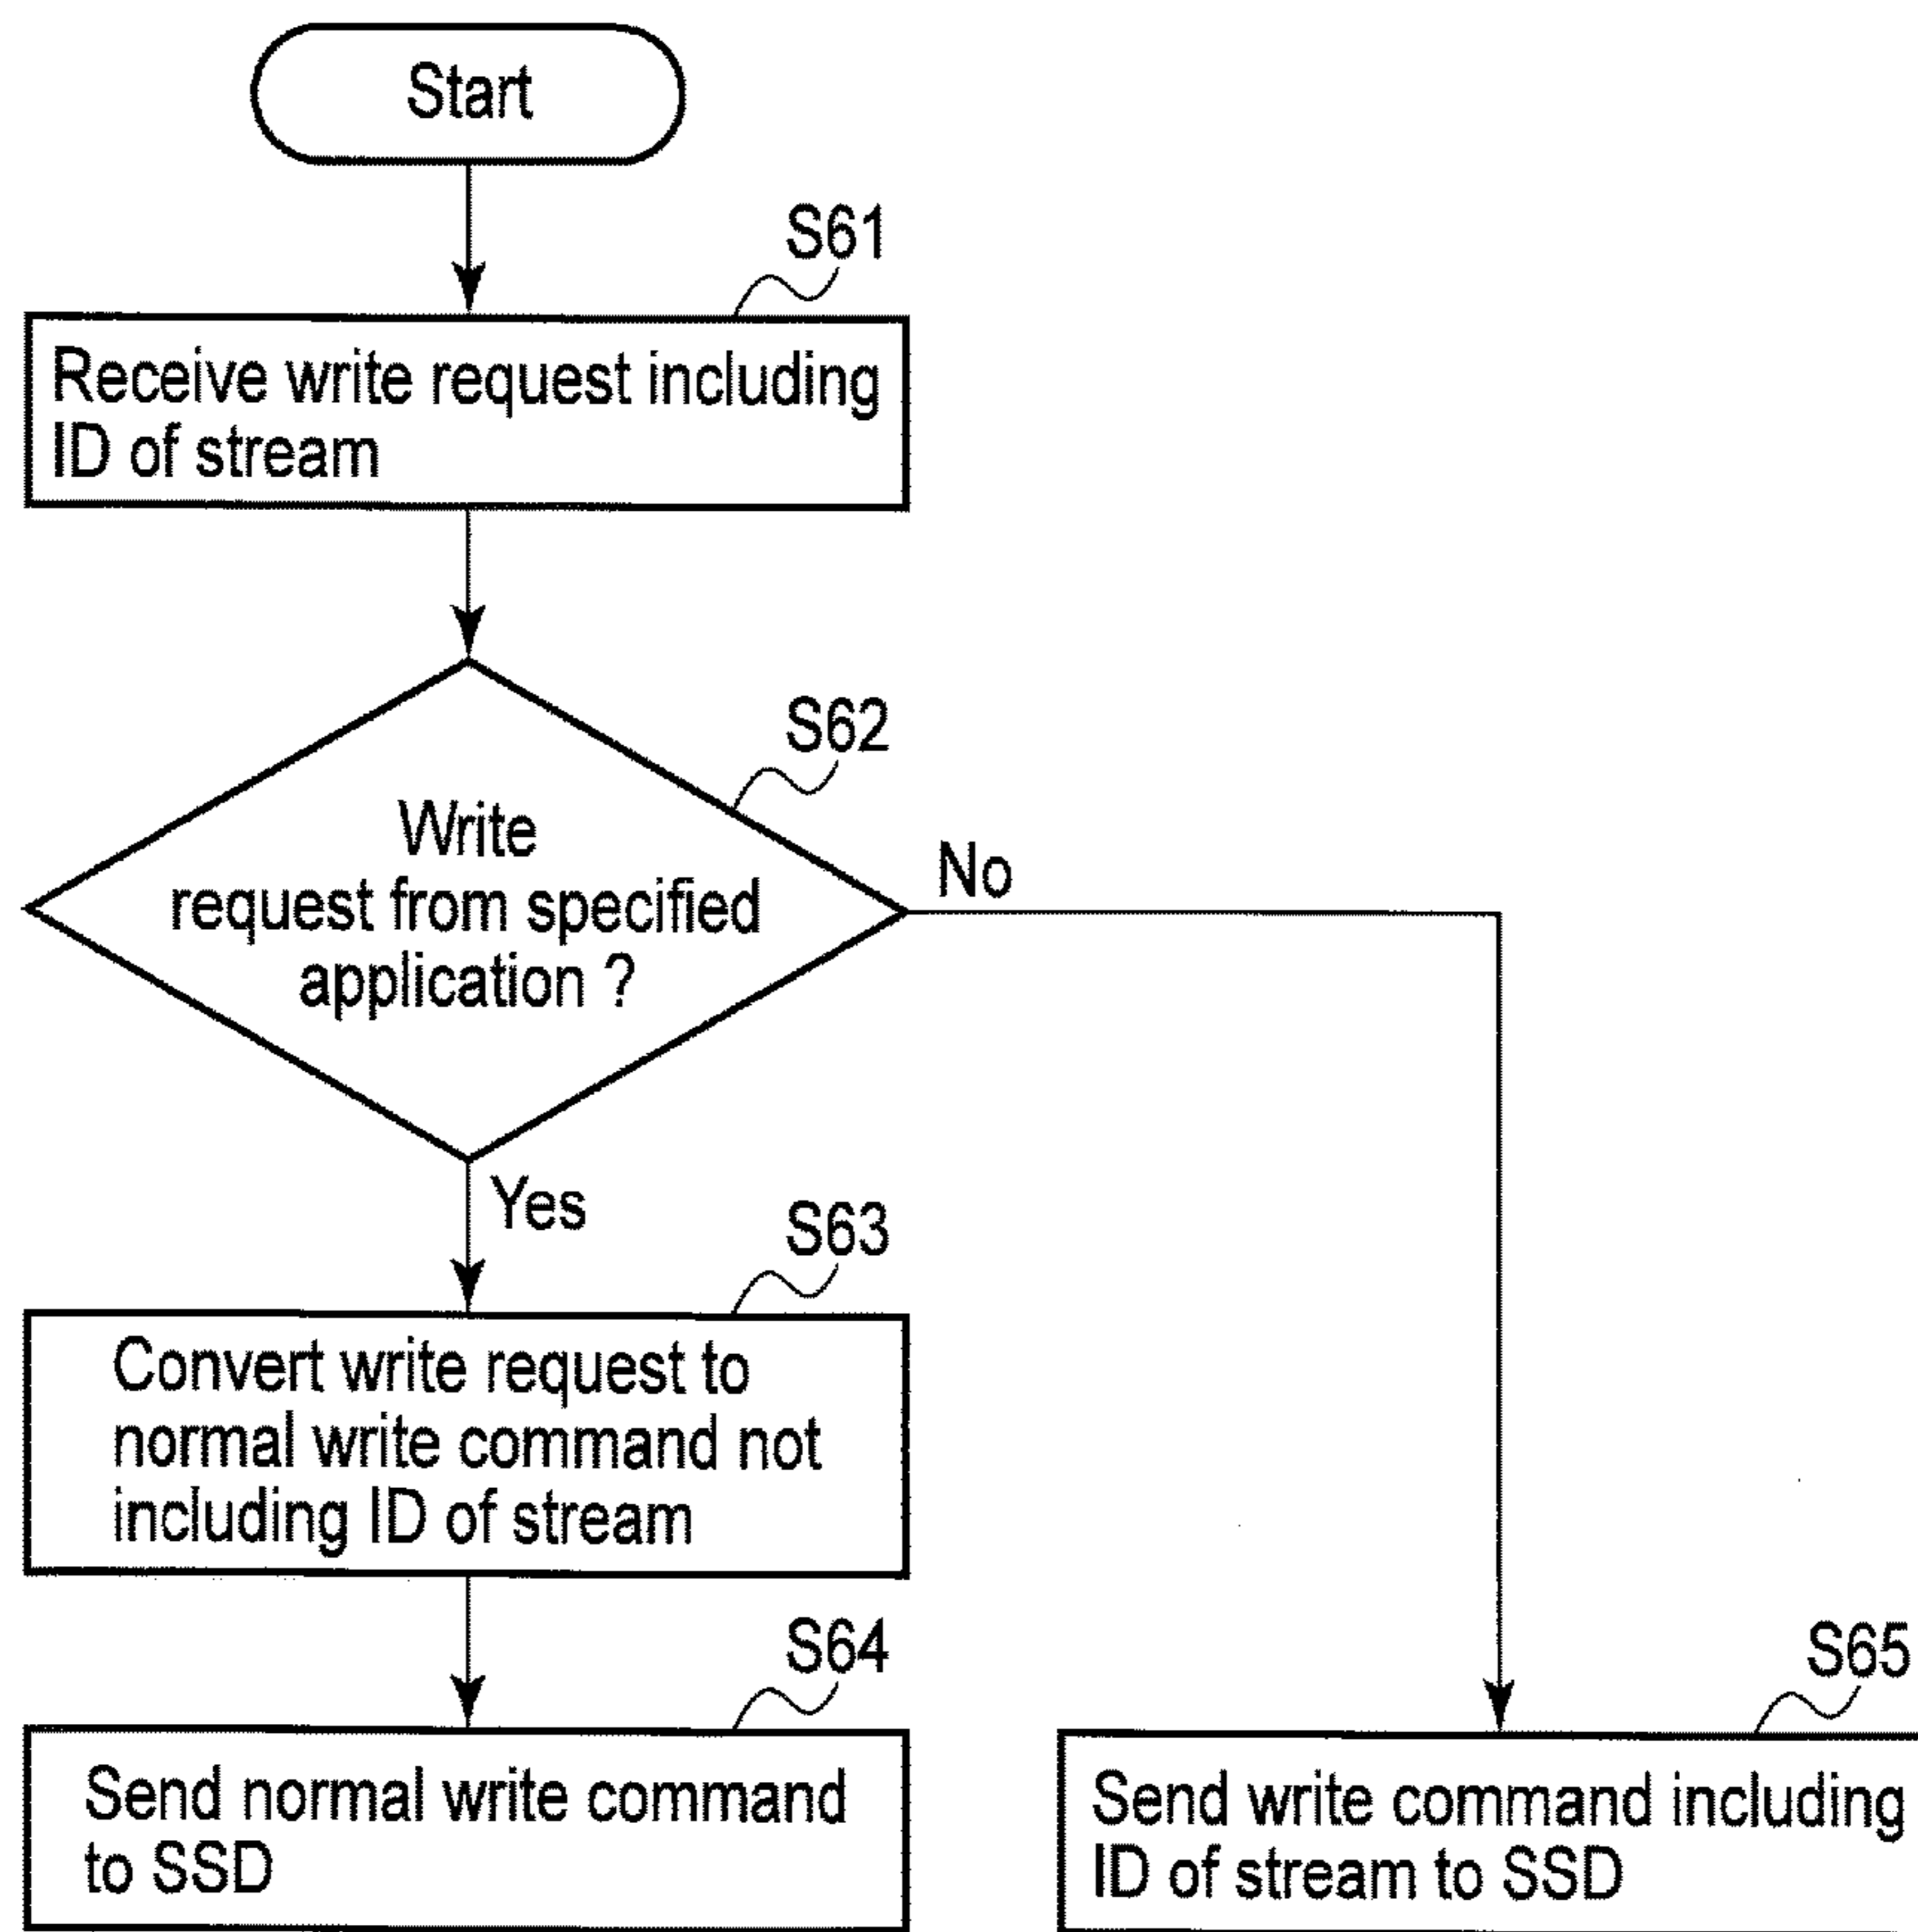 Start
S61
Receive write request including
ID of stream
S62
Write
request from specified
application ?
No
Yes
S63
Convert write request to
normal write command not
including ID of stream
S64
Send normal write command
to SSD
S65
Send write command including
ID of stream to SSD